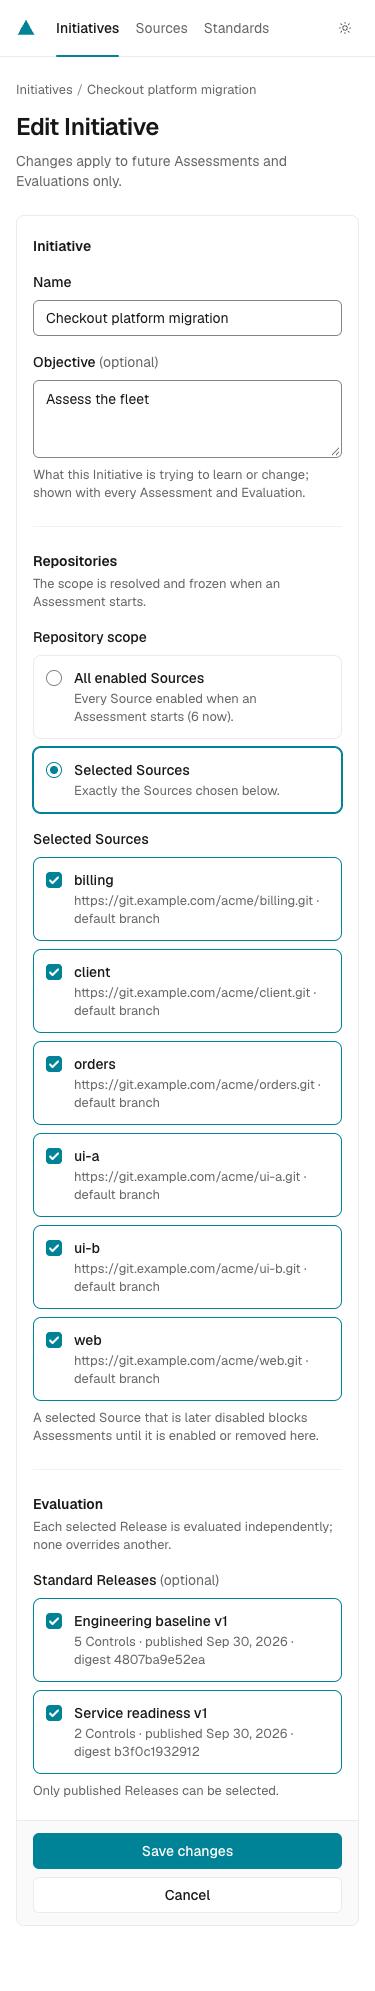 Initiatives Sources Standards
Initiatives / Checkout platform migration
Edit Initiative
Changes apply to future Assessments and
Evaluations only.
Initiative
Name
Checkout platform migration
Objective (optional)
Assess the fleet
What this Initiative is trying to learn or change;
shown with every Assessment and Evaluation.
Repositories
The scope is resolved and frozen when an
Assessment starts.
Repository scope
All enabled Sources
Every Source enabled when an
Assessment starts (6 now).
Selected Sources
Exactly the Sources chosen below.
Selected Sources
billing
https://git.example.com/acme/billing.git ·
default branch
client
https://git.example.com/acme/client.git ·
default branch
orders
https://git.example.com/acme/orders.git ·
default branch
ui-a
https://git.example.com/acme/ui-a.git ·
default branch
ui-b
https://git.example.com/acme/ui-b.git ·
default branch
web
https://git.example.com/acme/web.git ·
default branch
A selected Source that is later disabled blocks
Assessments until it is enabled or removed here.
Evaluation
Each selected Release is evaluated independently;
none overrides another.
Standard Releases (optional)
Engineering baseline v1
5 Controls · published Sep 30, 2026 ·
digest 4807ba9e52ea
Service readiness v1
2 Controls · published Sep 30, 2026 ·
digest b3f0c1932912
Only published Releases can be selected.
Save changes
Cancel